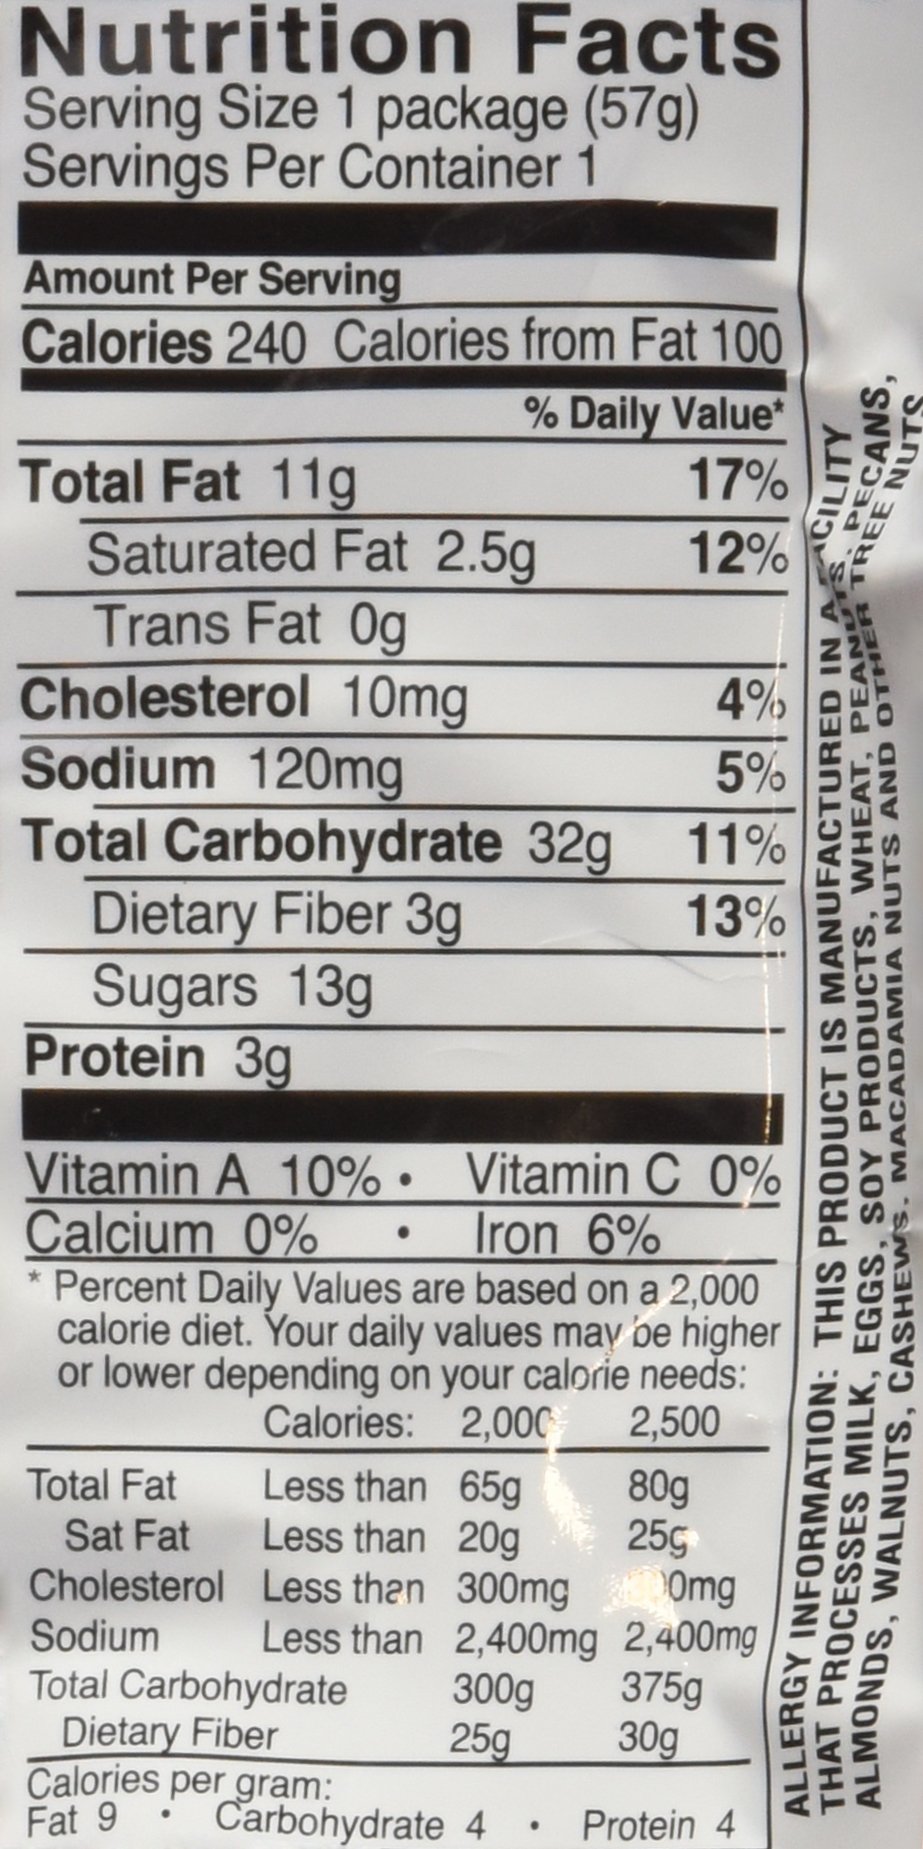 Nutrition Facts
Serving Size 1 package (57g)
Servings Per Container 1
Amount Per Serving
Calories 240 Calories from Fat 100
% Daily Value*
Total Fat 11g 17%
Saturated Fat 2.5g 12%
Trans Fat 0g
Cholesterol 10mg 4%
Sodium 120mg 5%
Total Carbohydrate 32g 11%
Dietary Fiber 3g 13%
Sugars 13g
Protein 3g
Vitamin A 10% • Vitamin C 0%
Calcium 0% • Iron 6%
* Percent Daily Values are based on a 2,000
calorie diet. Your daily values may be higher
or lower depending on your calorie needs:
Calories: 2,000 2,500
Total Fat Less than 65g 80g
Sat Fat Less than 20g 25g
Cholesterol Less than 300mg
Sodium Less than 2,400mg 2,400mg
Total Carbohydrate 300g 375g
Dietary Fiber 25g 30g
Calories per gram:
Fat 9 • Carbohydrate 4 • Protein 4
ALLERGY INFORMATION: THIS PRODUCT IS MANUFACTURED IN A
THAT PROCESSES MILK, EGGS, SOY PRODUCTS, WHEAT, PEANUTS, PECANS,
ALMONDS, WALNUTS, CASHEWS, MACADAMIA NUTS AND OTHER TREE NUTS